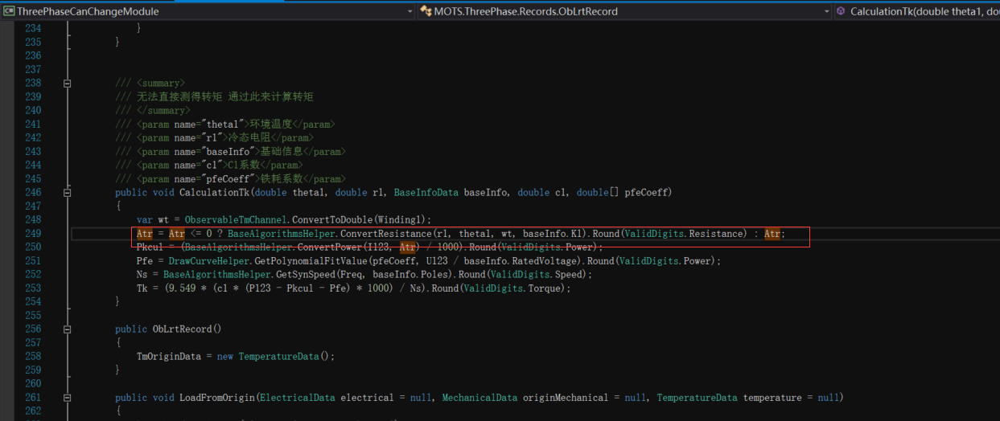 ThreePhaseCanChangeModule
MOTS.ThreePhase.Records.ObLrtRecord
CalculationTk(double theta1, do
234 }
235 }
236
237
238 /// <summary>
239 /// 无法直接测得转矩 通过此来计算转矩
240 /// </summary>
241 /// <param name="theta1">环境温度</param>
242 /// <param name="r1">冷态电阻</param>
243 /// <param name="baseInfo">基础信息</param>
244 /// <param name="c1">C1系数</param>
245 /// <param name="pfeCoeff">铁耗系数</param>
246 public void CalculationTk(double theta1, double r1, BaseInfoData baseInfo, double c1, double[] pfeCoeff)
247 {
248 var wt = ObservableTmChannel.ConvertToDouble(Winding1);
249 Atr = Atr <= 0 ? BaseAlgorithmsHelper.ConvertResistance(r1, theta1, wt, baseInfo.K1).Round(ValidDigits.Resistance) : Atr;
250 Pkcu1 = (BaseAlgorithmsHelper.ConvertPower(I123, Atr) / 1000).Round(ValidDigits.Power);
251 Pfe = DrawCurveHelper.GetPolynomialFitValue(pfeCoeff, U123 / baseInfo.RatedVoltage).Round(ValidDigits.Power);
252 Ns = BaseAlgorithmsHelper.GetSynSpeed(Freq, baseInfo.Poles).Round(ValidDigits.Speed);
253 Tk = (9.549 * (c1 * (P123 - Pkcu1 - Pfe) * 1000) / Ns).Round(ValidDigits.Torque);
254 }
255
256 public ObLrtRecord()
257 {
258 TmOriginData = new TemperatureData();
259 }
260
261 public void LoadFromOrigin(ElectricalData electrical = null, MechanicalData originMechanical = null, TemperatureData temperature = null)
262 {